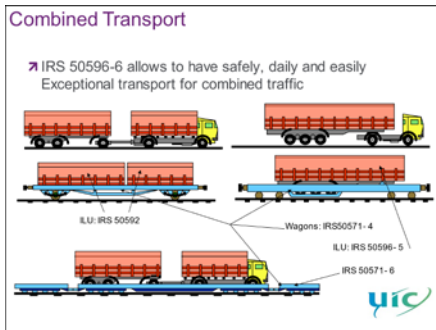 Combined Transport
IRS 50596-6 allows to have safely, daily and easily
Exceptional transport for combined traffic
ILU: IRS 50592
Wagons: IRS50571- 4
ILU: IRS 50596- 5
IRS 50571- 6
uic